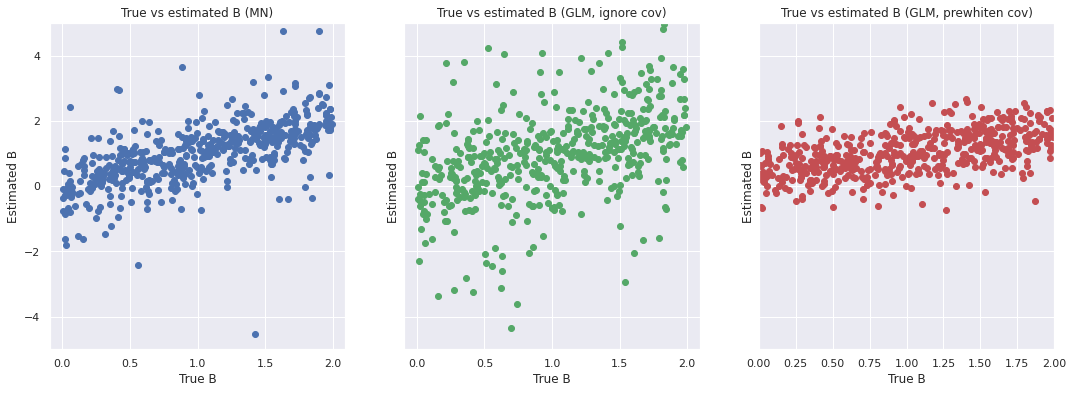 True vs estimated B (MN)
True vs estimated B (GLM, ignore cov)
True vs estimated B (GLM, prewhiten cov)
4
2
0
−2
−4
Estimated B
Estimated B
Estimated B
0.0 0.5 1.0 1.5 2.0
0.0 0.5 1.0 1.5 2.0
0.00 0.25 0.50 0.75 1.00 1.25 1.50 1.75 2.00
True B
True B
True B